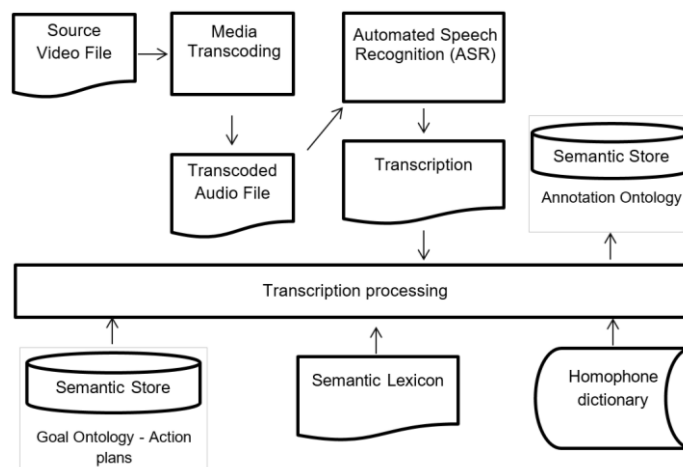 Source
Video File
Media
Transcoding
Automated Speech
Recognition (ASR)
Transcoded
Audio File
Transcription
Semantic Store
Annotation Ontology
Transcription processing
Semantic Store
Goal Ontology - Action
plans
Semantic Lexicon
Homophone
dictionary